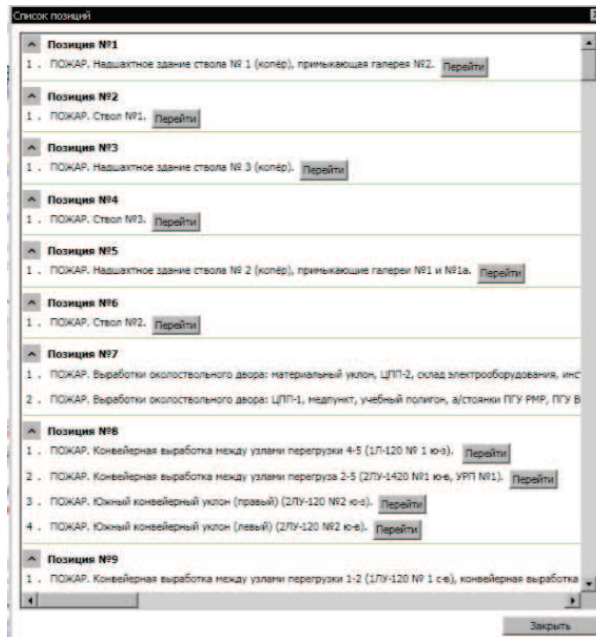 Список позиций
Позиция №1
1 . ПОЖАР. Надшахтное здание ствола № 1 (копёр), примыкающая галерея №2. Перейти
Позиция №2
1 . ПОЖАР. Ствол №1. Перейти
Позиция №3
1 . ПОЖАР. Надшахтное здание ствола № 3 (копёр). Перейти
Позиция №4
1 . ПОЖАР. Ствол №3. Перейти
Позиция №5
1 . ПОЖАР. Надшахтное здание ствола № 2 (копёр), примыкающие галереи №1 и №1а. Перейти
Позиция №6
1 . ПОЖАР. Ствол №2. Перейти
Позиция №7
1 . ПОЖАР. Выработки околоствольного двора: материальный уклон, ЦПП-2, склад электрооборудования, инс
2 . ПОЖАР. Выработки околоствольного двора: ЦПП-1, медпункт, учебный полигон, а/стоянки ПГУ РМР, ПГУ В
Позиция №8
1 . ПОЖАР. Конвейерная выработка между узлами перегрузки 4-5 (1Л-120 № 1 ю-з). Перейти
2 . ПОЖАР. Конвейерная выработка между узлами перегруза 2-5 (2ЛУ-1420 №1 ю-в, УРП №1). Перейти
3 . ПОЖАР. Южный конвейерный уклон (правый) (2ЛУ-120 №2 ю-з). Перейти
4 . ПОЖАР. Южный конвейерный уклон (левый) (2ЛУ-120 №2 ю-в). Перейти
Позиция №9
1 . ПОЖАР. Конвейерная выработка между узлами перегрузки 1-2 (1ЛУ-120 № 1 с-в), конвейерная выработка
Закрыть